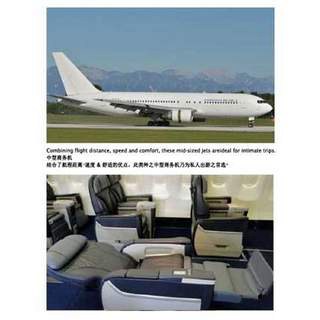 Combining flight distance, speed and comfort, these mid-sized jets areideal for intimate trips.
中型商务机
结合了航程距离、速度 & 舒适的优点，此类种之中型商务机乃为私人出游之首选。